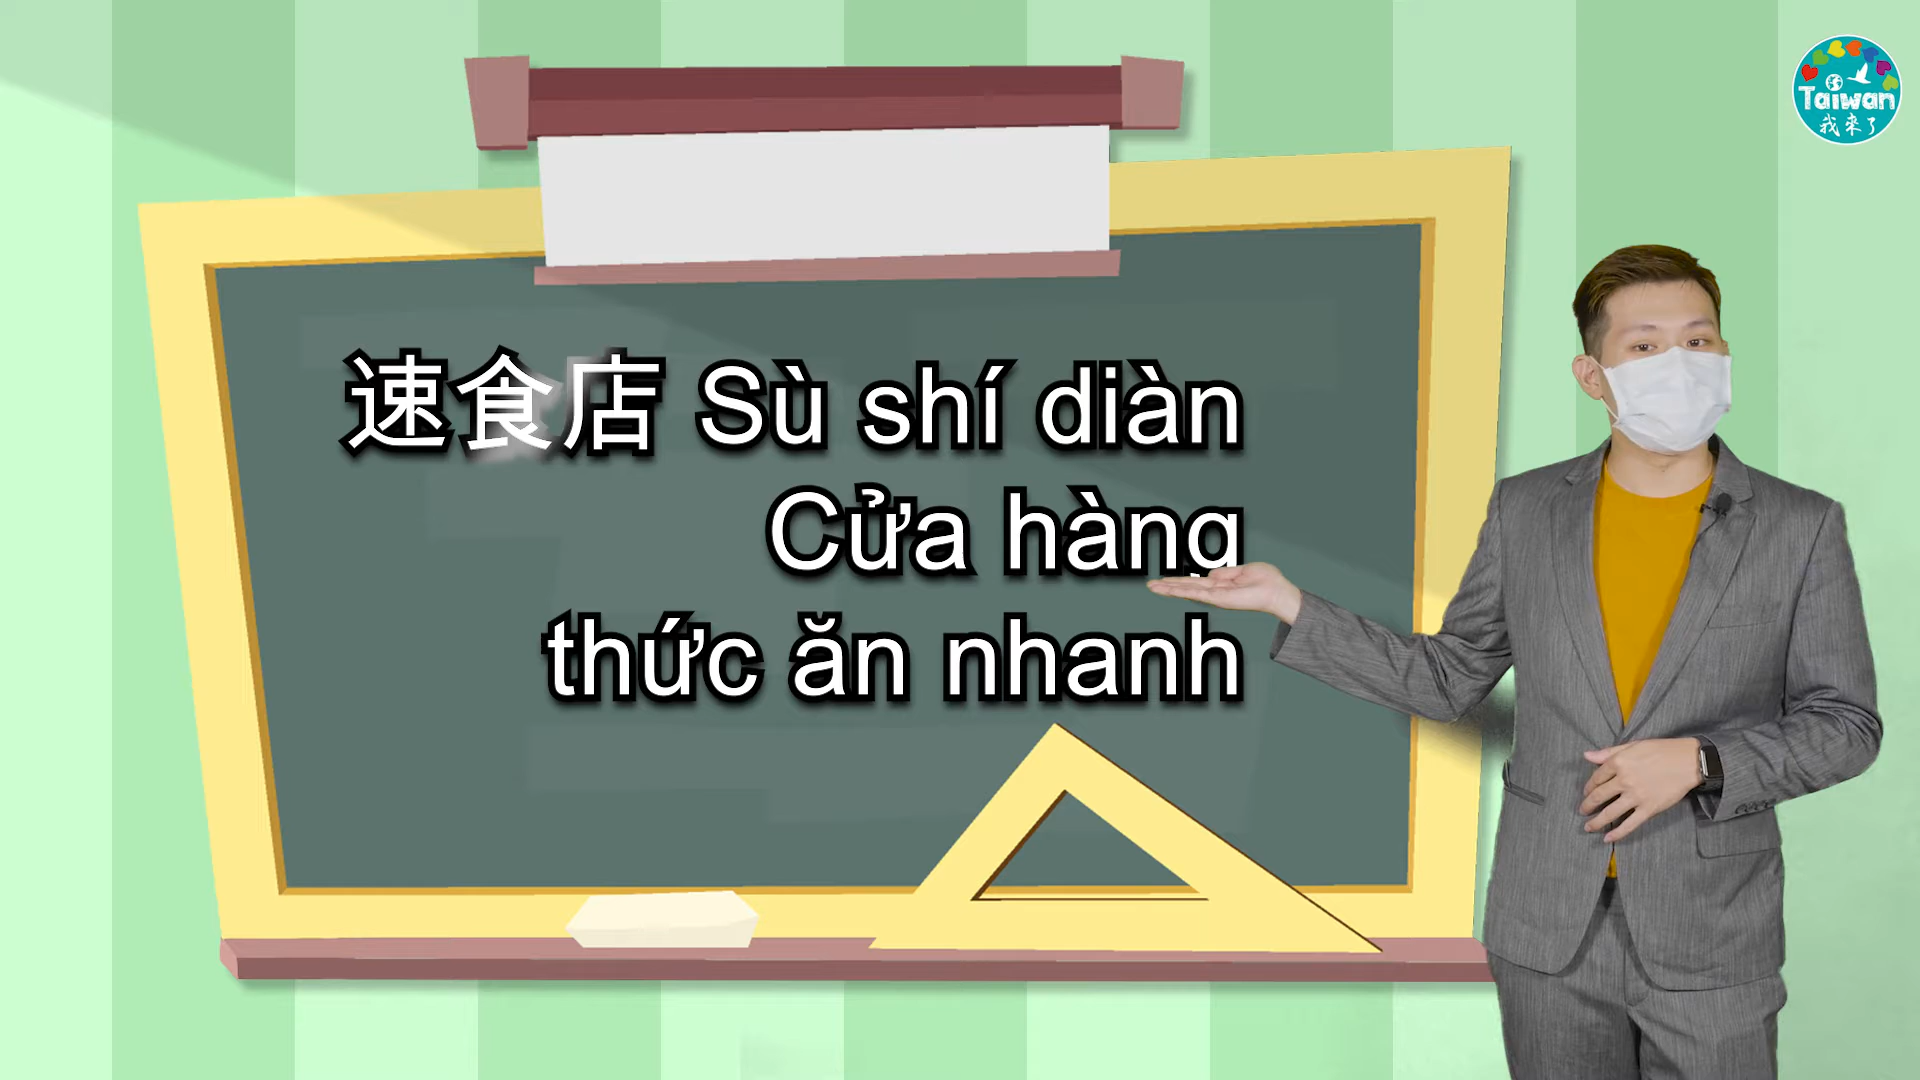 速食店 Sù shí diàn
Cửa hàng
thức ăn nhanh
Taiwan
我來了